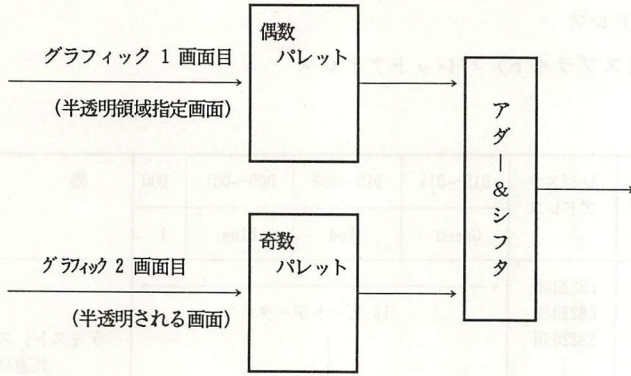 偶数
パレット
グラフィック 1 画面目
(半透明領域指定画面)
アダー＆シフタ
奇数
パレット
グラフィック 2 画面目
(半透明される画面)